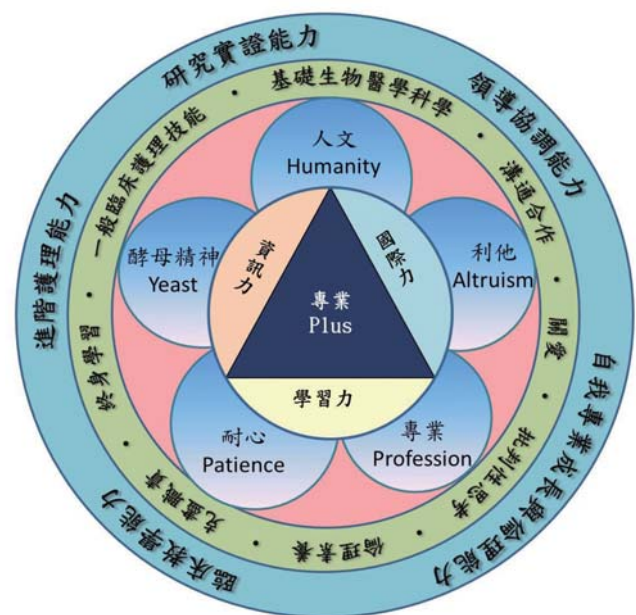 研究實證能力
領導協調能力
自我專業成長與倫理能力
臨床教學能力
進階護理能力
基礎生物醫學科學
溝通合作
關愛
批判性思考
倫理素養
克盡職責
終身學習
一般臨床護理技能
人文
Humanity
利他
Altruism
專業
Profession
耐心
Patience
酵母精神
Yeast
資訊力
國際力
學習力
專業
Plus